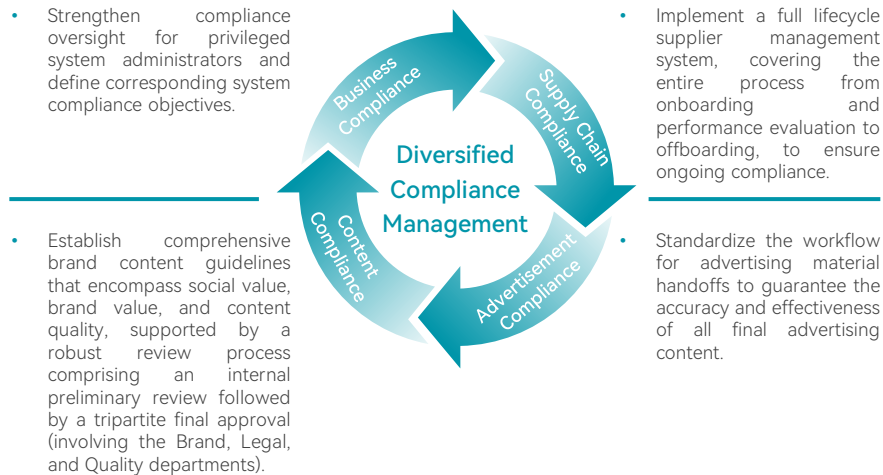 • Strengthen compliance
oversight for privileged
system administrators and
define corresponding system
compliance objectives.
Business
Compliance
Supply Chain
Compliance
• Implement a full lifecycle
supplier management
system, covering the
entire process from
onboarding and
performance evaluation to
offboarding, to ensure
ongoing compliance.
Diversified
Compliance
Management
• Establish comprehensive
brand content guidelines
that encompass social value,
brand value, and content
quality, supported by a
robust review process
comprising an internal
preliminary review followed
by a tripartite final approval
(involving the Brand, Legal,
and Quality departments).
Content
Compliance
Advertisement
Compliance
• Standardize the workflow
for advertising material
handoffs to guarantee the
accuracy and effectiveness
of all final advertising
content.